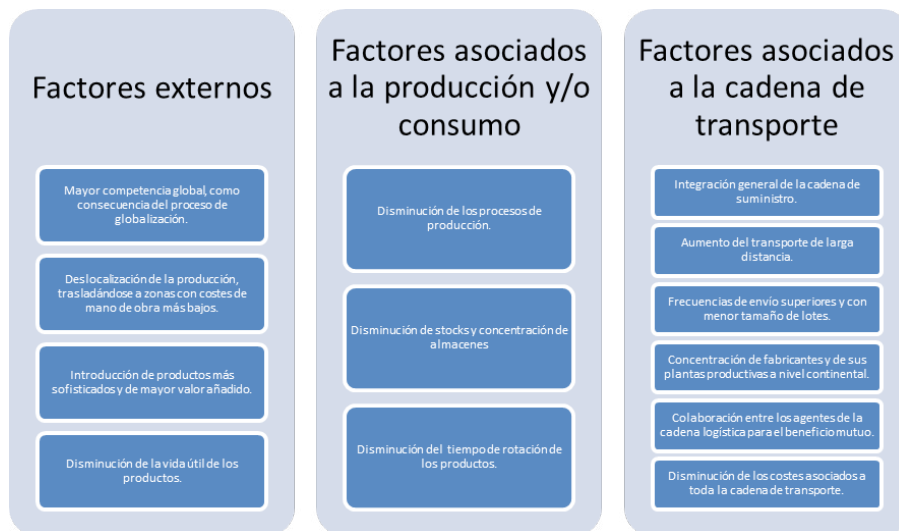 Factores externos
Mayor competencia global, como
consecuencia del proceso de
globalización.
Deslocalización de la producción,
trasladándose a zonas con costes de
mano de obra más bajos.
Introducción de productos más
sofisticados y de mayor valor añadido.
Disminución de la vida útil de los
productos.
Factores asociados
a la producción y/o
consumo
Disminución de los procesos de
producción.
Disminución de stocks y concentración de
almacenes
Disminución del tiempo de rotación de
los productos.
Factores asociados
a la cadena de
transporte
Integración general de la cadena de
suministro.
Aumento del transporte de larga
distancia.
Frecuencias de envío superiores y con
menor tamaño de lotes.
Concentración de fabricantes y de sus
plantas productivas a nivel continental.
Colaboración entre los agentes de la
cadena logística para el beneficio mutuo.
Disminución de los costes asociados a
toda la cadena de transporte.